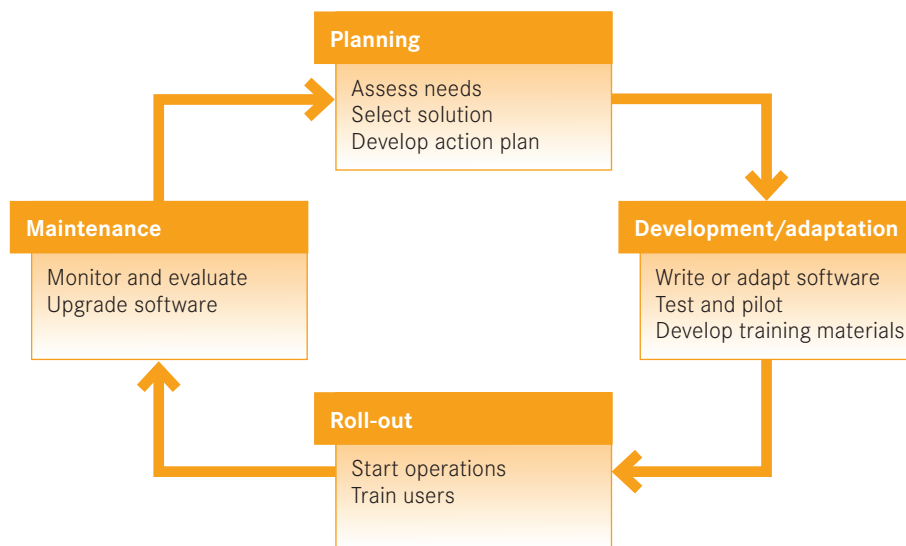 Planning
Assess needs
Select solution
Develop action plan
Maintenance
Monitor and evaluate
Upgrade software
Development/adaptation
Write or adapt software
Test and pilot
Develop training materials
Roll-out
Start operations
Train users